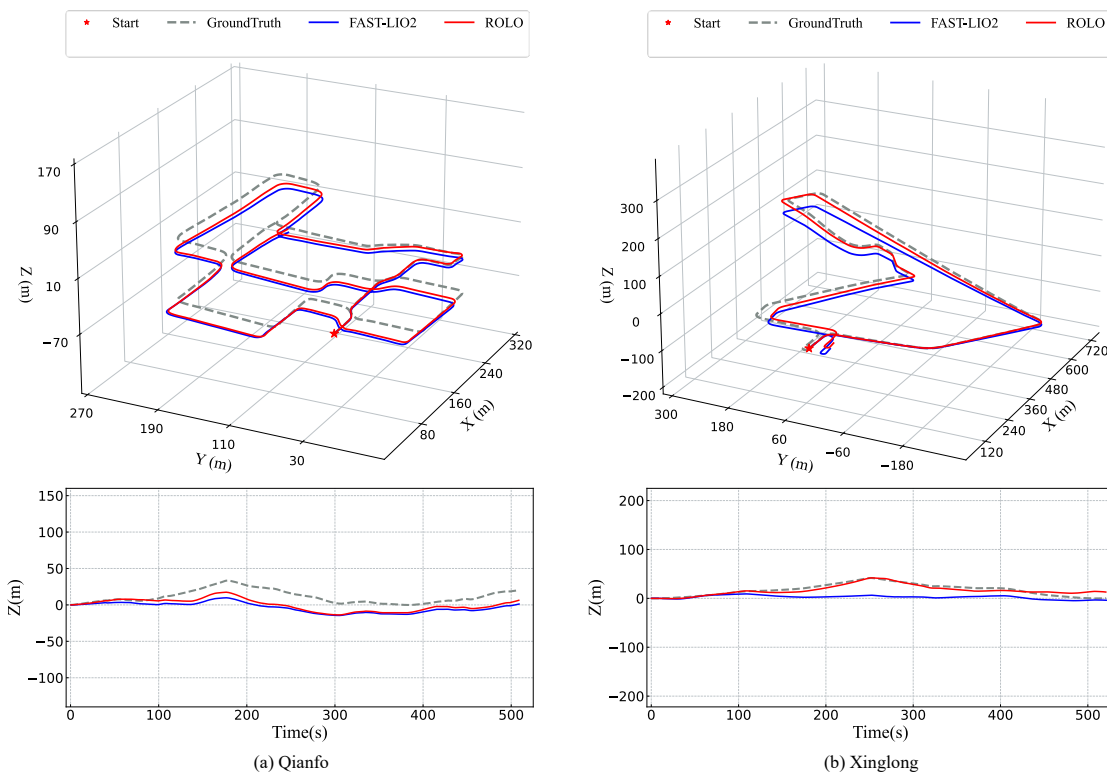 Start GroundTruth FAST-LIO2 ROLO
170
90
10
−70
Z (m)
270
190
110
30
Y (m)
80
160
240
320
X (m)
150
100
50
0
−50
−100
Z(m)
0 100 200 300 400 500
Time(s)
(a) Qianfo
Start GroundTruth FAST-LIO2 ROLO
300
200
100
0
−100
−200
Z (m)
300
180
60
−60
−180
Y (m)
120
240
360
480
600
720
X (m)
200
100
0
−100
−200
Z(m)
0 100 200 300 400 500
Time(s)
(b) Xinglong